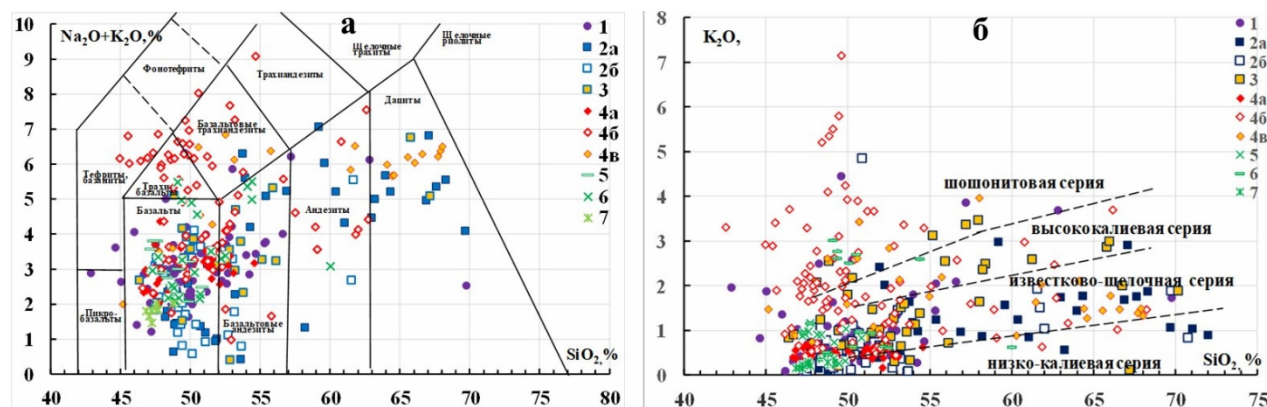 а
Na₂O+K₂O,%
10
9
8
7
6
5
4
3
2
1
0
40
45
50
55
60
65
70
75
80
SiO₂,%
Фонотефриты
Трахиандезиты
Щелочные
трахиты
Щелочные
риолиты
Дациты
Базальтовые
трахиандезиты
Тефриты,
базаниты
Трахи-
базальты
Базальты
Андезиты
Пикро-
базальты
Базальтовые
андезиты
1
2а
2б
3
4а
4б
4в
5
6
7
б
K₂O,
8
7
6
5
4
3
2
1
0
40
45
50
55
60
65
70
75
SiO₂,%
шошонитовая серия
высококалиевая серия
известково-щелочная серия
низко-калиевая серия
1
2а
2б
3
4а
4б
4в
5
6
7